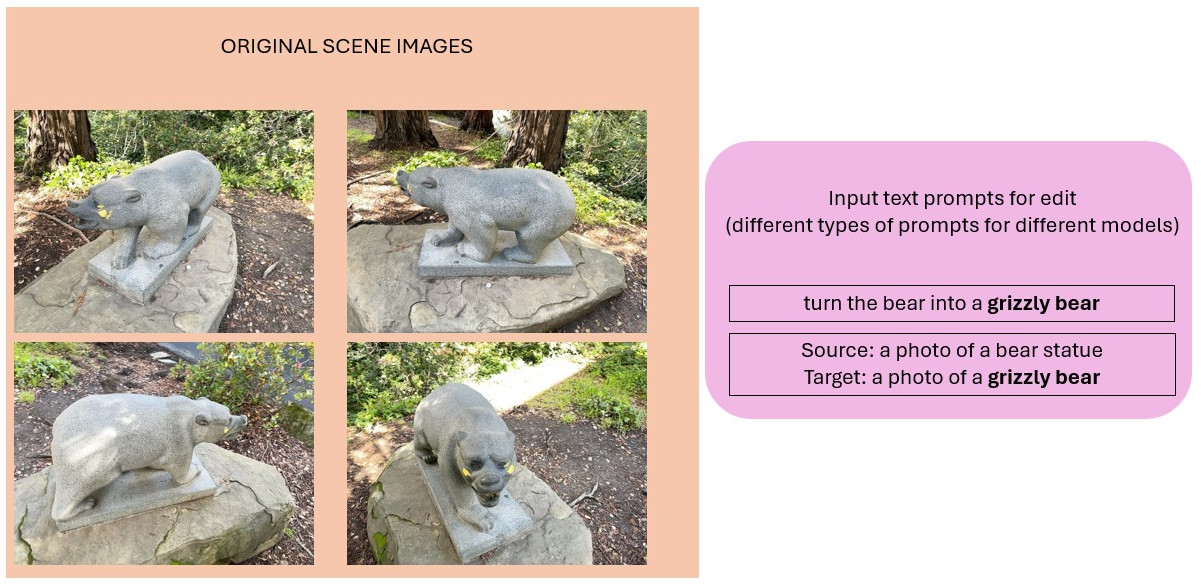 ORIGINAL SCENE IMAGES
Input text prompts for edit
(different types of prompts for different models)
turn the bear into a grizzly bear
Source: a photo of a bear statue
Target: a photo of a grizzly bear